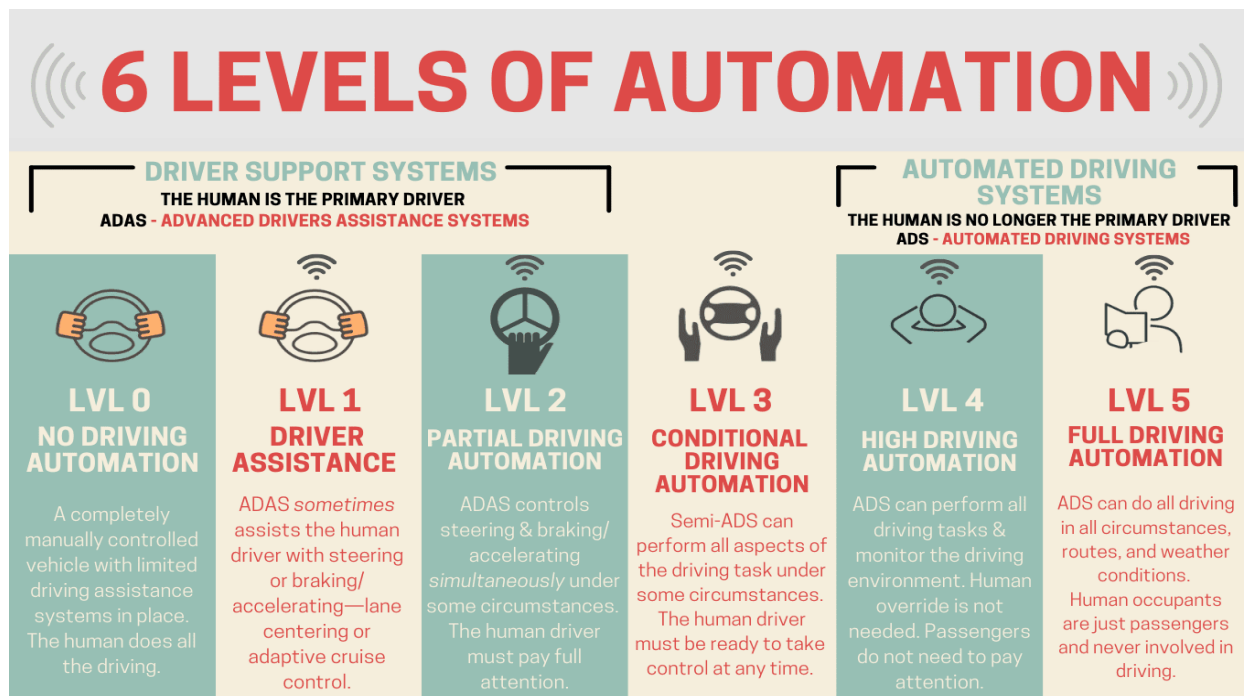 6 LEVELS OF AUTOMATION
DRIVER SUPPORT SYSTEMS
THE HUMAN IS THE PRIMARY DRIVER
ADAS - ADVANCED DRIVERS ASSISTANCE SYSTEMS
AUTOMATED DRIVING
SYSTEMS
THE HUMAN IS NO LONGER THE PRIMARY DRIVER
ADS - AUTOMATED DRIVING SYSTEMS
LVL 0
NO DRIVING
AUTOMATION
A completely
manually controlled
vehicle with limited
driving assistance
systems in place.
The human does all
the driving.
LVL 1
DRIVER
ASSISTANCE
ADAS sometimes
assists the human
driver with steering
or braking/
accelerating—lane
centering or
adaptive cruise
control.
LVL 2
PARTIAL DRIVING
AUTOMATION
ADAS controls
steering & braking/
accelerating
simultaneously under
some circumstances.
The human driver
must pay full
attention.
LVL 3
CONDITIONAL
DRIVING
AUTOMATION
Semi-ADS can
perform all aspects of
the driving task under
some circumstances.
The human driver
must be ready to take
control at any time.
LVL 4
HIGH DRIVING
AUTOMATION
ADS can perform all
driving tasks &
monitor the driving
environment. Human
override is not
needed. Passengers
do not need to pay
attention.
LVL 5
FULL DRIVING
AUTOMATION
ADS can do all driving
in all circumstances,
routes, and weather
conditions.
Human occupants
are just passengers
and never involved in
driving.